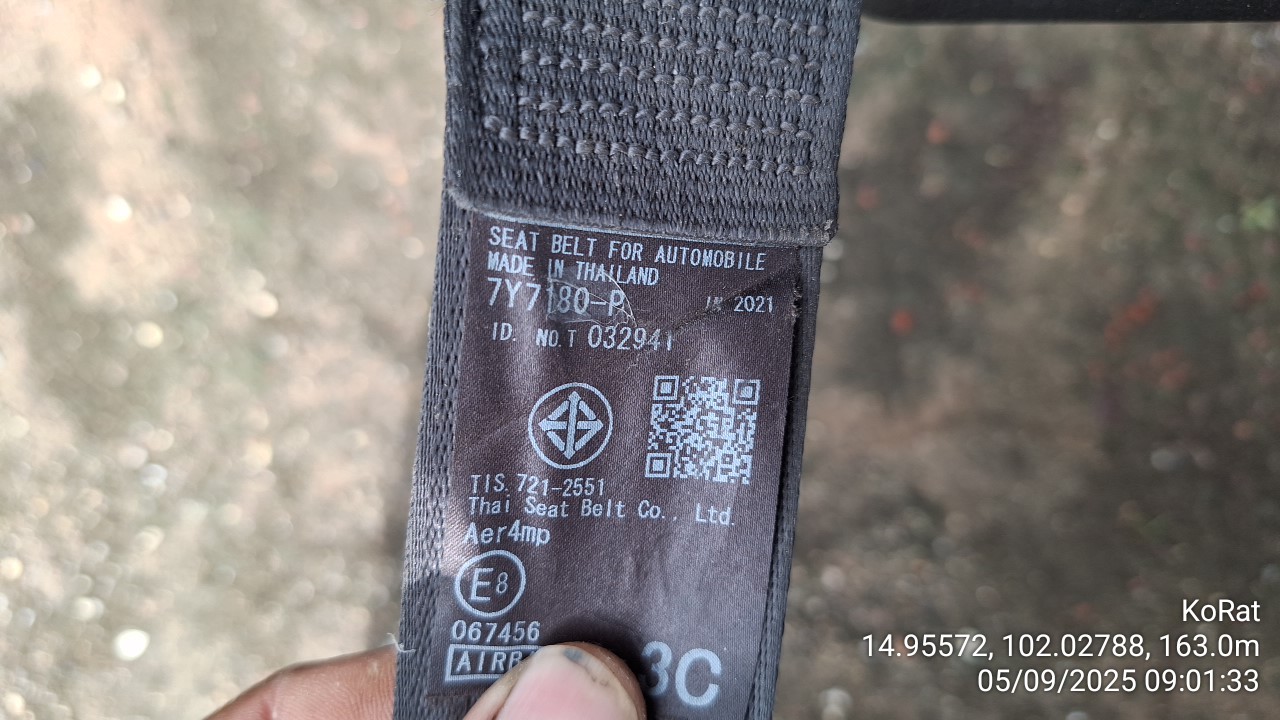 SEAT BELT FOR AUTOMOBILE
MADE IN THAILAND
7Y7180-P 2021
ID. NO.T 032941
TIS. 721-2551
Thai Seat Belt Co., Ltd.
Aer4mp
E8
067456
3C
KoRat
14.95572, 102.02788, 163.0m
05/09/2025 09:01:33